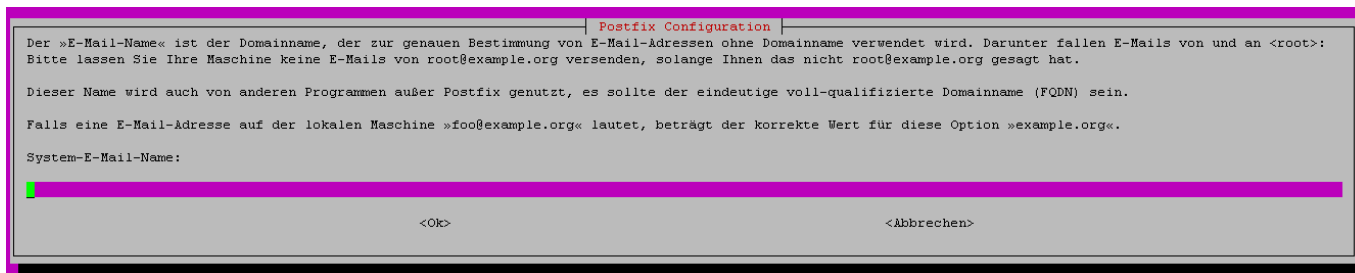 Postfix Configuration
Der »E-Mail-Name« ist der Domainname, der zur genauen Bestimmung von E-Mail-Adressen ohne Domainname verwendet wird. Darunter fallen E-Mails von und an <root>:
Bitte lassen Sie Ihre Maschine keine E-Mails von root@example.org versenden, solange Ihnen das nicht root@example.org gesagt hat.
Dieser Name wird auch von anderen Programmen außer Postfix genutzt, es sollte der eindeutige voll-qualifizierte Domainname (FQDN) sein.
Falls eine E-Mail-Adresse auf der lokalen Maschine »foo@example.org« lautet, beträgt der korrekte Wert für diese Option »example.org«.
System-E-Mail-Name:
<Ok> <Abbrechen>